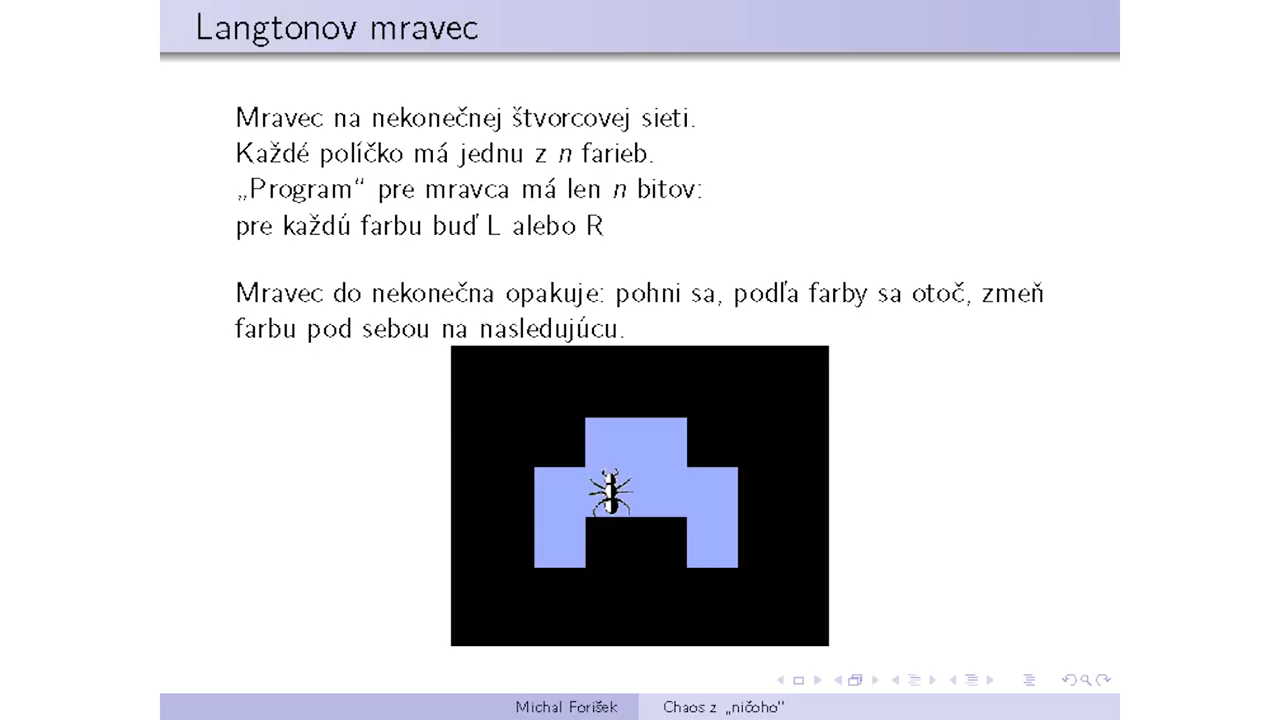 Langtonov mravec
Mravec na nekonečnej štvorcovej sieti.
Každé políčko má jednu z n farieb.
„Program“ pre mravca má len n bitov:
pre každú farbu buď L alebo R
Mravec do nekonečna opakuje: pohni sa, podľa farby sa otoč, zmeň
farbu pod sebou na nasledujúcu.
Michal Forišek
Chaos z „ničoho“